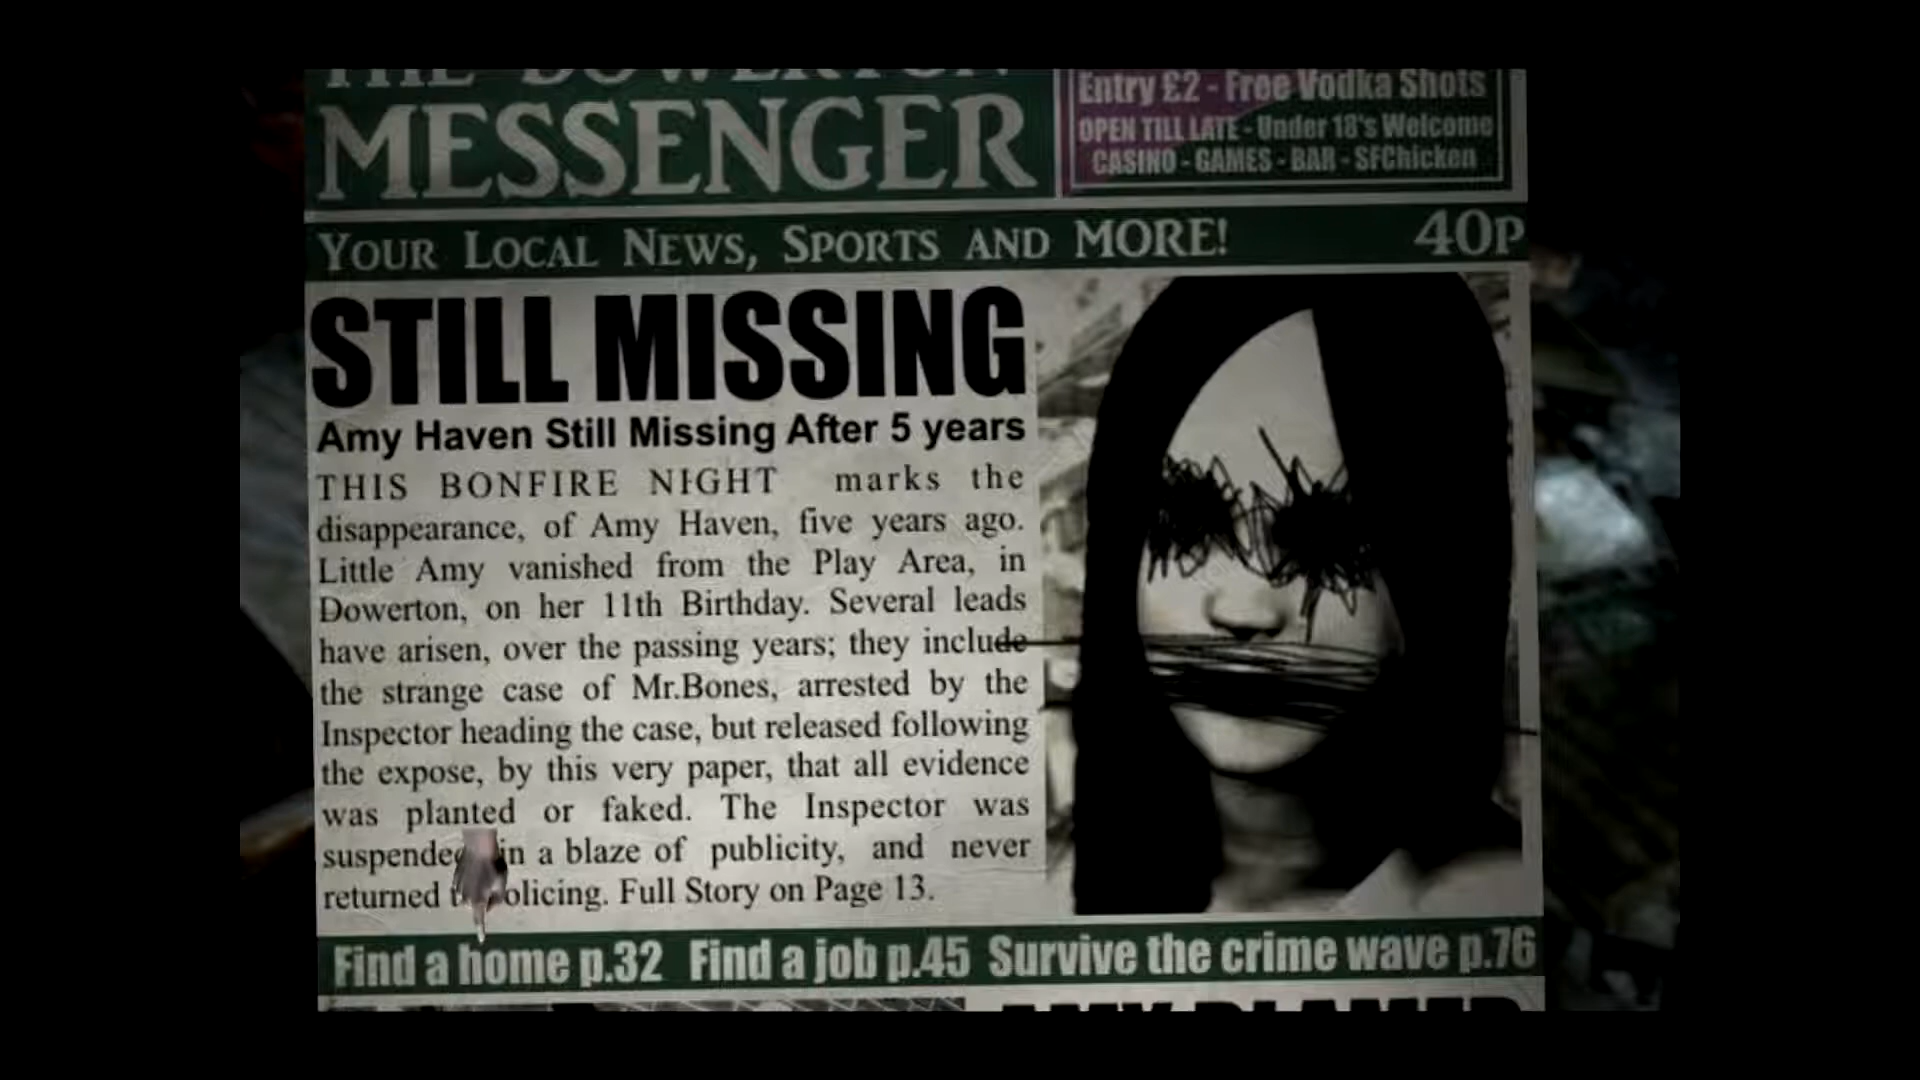 THE DOWERTON
MESSENGER
Entry £2 - Free Vodka Shots
OPEN TILL LATE - Under 18's Welcome
CASINO - GAMES - BAR - SFChicken
YOUR LOCAL NEWS, SPORTS AND MORE!
40P
STILL MISSING
Amy Haven Still Missing After 5 years
THIS BONFIRE NIGHT marks the
disappearance, of Amy Haven, five years ago.
Little Amy vanished from the Play Area, in
Dowerton, on her 11th Birthday. Several leads
have arisen, over the passing years; they include
the strange case of Mr.Bones, arrested by the
Inspector heading the case, but released following
the expose, by this very paper, that all evidence
was planted or faked. The Inspector was
suspended in a blaze of publicity, and never
returned policing. Full Story on Page 13.
Find a home p.32 Find a job p.45 Survive the crime wave p.76